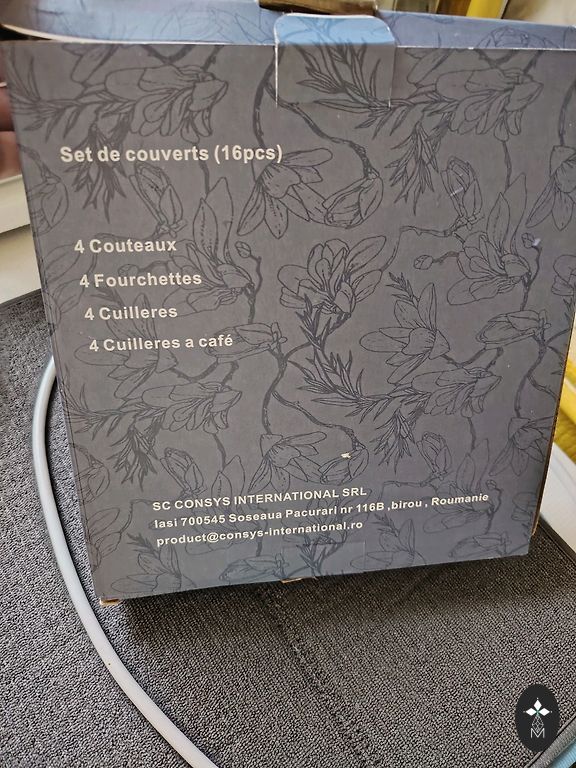 Set de couverts (16pcs)
4 Couteaux
4 Fourchettes
4 Cuilleres
4 Cuilleres a café
SC CONSYS INTERNATIONAL SRL
Iasi 700545 Soseaua Pacurari nr 116B ,birou , Roumanie
product@consys-international.ro
M